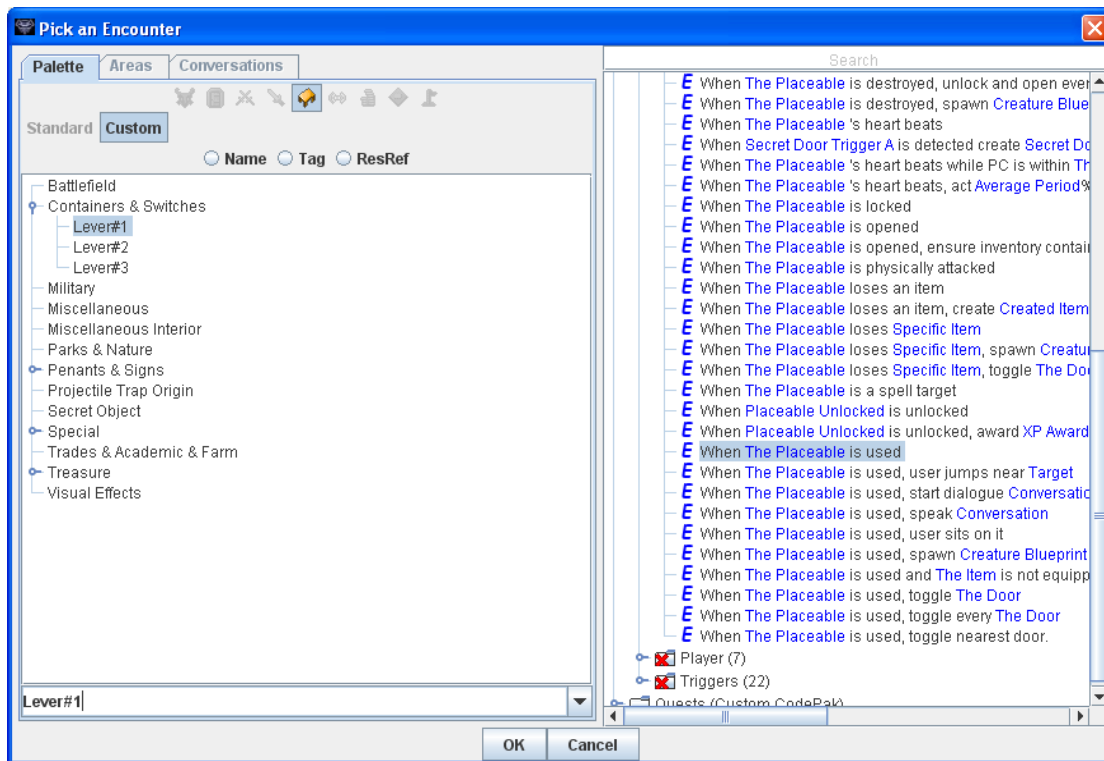 Pick an Encounter
Palette
Areas
Conversations
Standard
Custom
Name
Tag
ResRef
Battlefield
Containers & Switches
Lever#1
Lever#2
Lever#3
Military
Miscellaneous
Miscellaneous Interior
Parks & Nature
Penants & Signs
Projectile Trap Origin
Secret Object
Special
Trades & Academic & Farm
Treasure
Visual Effects
Lever#1
Search
E When The Placeable is destroyed, unlock and open ever
E When The Placeable is destroyed, spawn Creature Blue
E When The Placeable 's heart beats
E When Secret Door Trigger A is detected create Secret Do
E When The Placeable 's heart beats while PC is within Th
E When The Placeable 's heart beats, act Average Period%
E When The Placeable is locked
E When The Placeable is opened
E When The Placeable is opened, ensure inventory contai
E When The Placeable is physically attacked
E When The Placeable loses an item
E When The Placeable loses an item, create Created Item
E When The Placeable loses Specific Item
E When The Placeable loses Specific Item, spawn Creatu
E When The Placeable loses Specific Item, toggle The Do
E When The Placeable is a spell target
E When Placeable Unlocked is unlocked
E When Placeable Unlocked is unlocked, award XP Award
E When The Placeable is used
E When The Placeable is used, user jumps near Target
E When The Placeable is used, start dialogue Conversatio
E When The Placeable is used, speak Conversation
E When The Placeable is used, user sits on it
E When The Placeable is used, spawn Creature Blueprint
E When The Placeable is used and The Item is not equipp
E When The Placeable is used, toggle The Door
E When The Placeable is used, toggle every The Door
E When The Placeable is used, toggle nearest door.
Player (7)
Triggers (22)
Quests (Custom CodePak)
OK
Cancel